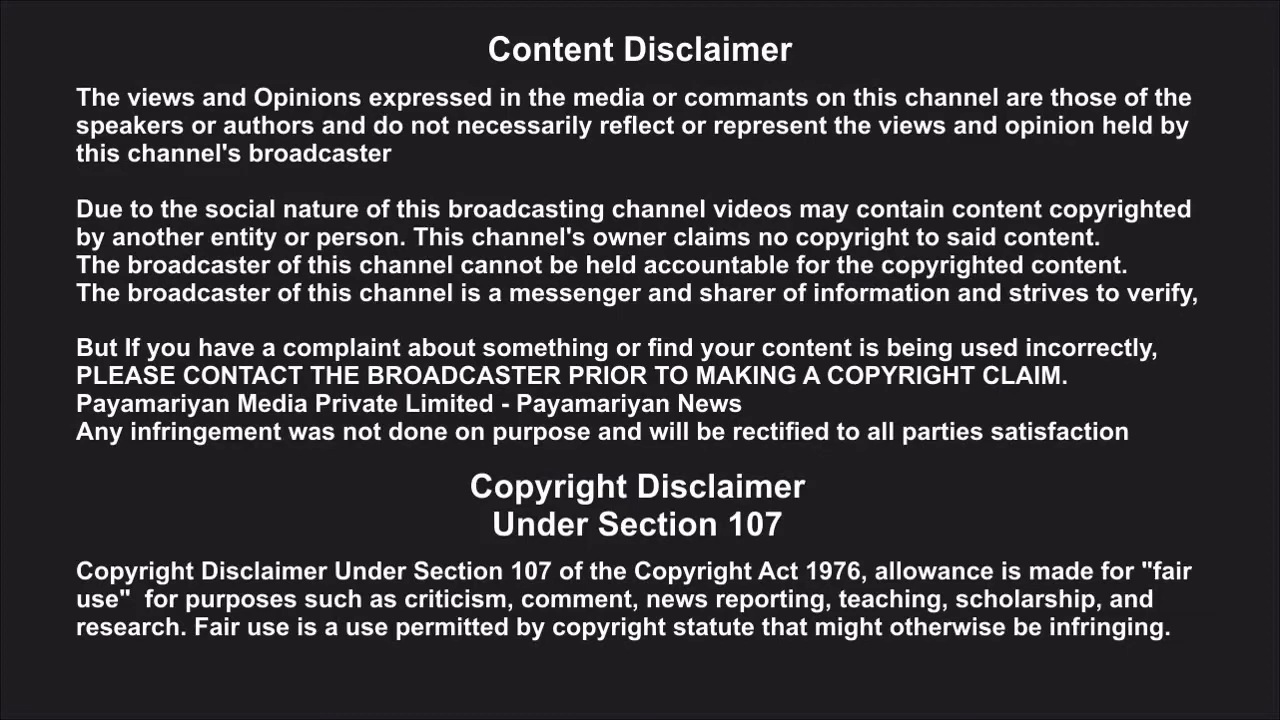 Content Disclaimer
The views and Opinions expressed in the media or commants on this channel are those of the
speakers or authors and do not necessarily reflect or represent the views and opinion held by
this channel's broadcaster
Due to the social nature of this broadcasting channel videos may contain content copyrighted
by another entity or person. This channel's owner claims no copyright to said content.
The broadcaster of this channel cannot be held accountable for the copyrighted content.
The broadcaster of this channel is a messenger and sharer of information and strives to verify,
But If you have a complaint about something or find your content is being used incorrectly,
PLEASE CONTACT THE BROADCASTER PRIOR TO MAKING A COPYRIGHT CLAIM.
Payamariyan Media Private Limited - Payamariyan News
Any infringement was not done on purpose and will be rectified to all parties satisfaction
Copyright Disclaimer
Under Section 107
Copyright Disclaimer Under Section 107 of the Copyright Act 1976, allowance is made for "fair
use"  for purposes such as criticism, comment, news reporting, teaching, scholarship, and
research. Fair use is a use permitted by copyright statute that might otherwise be infringing.